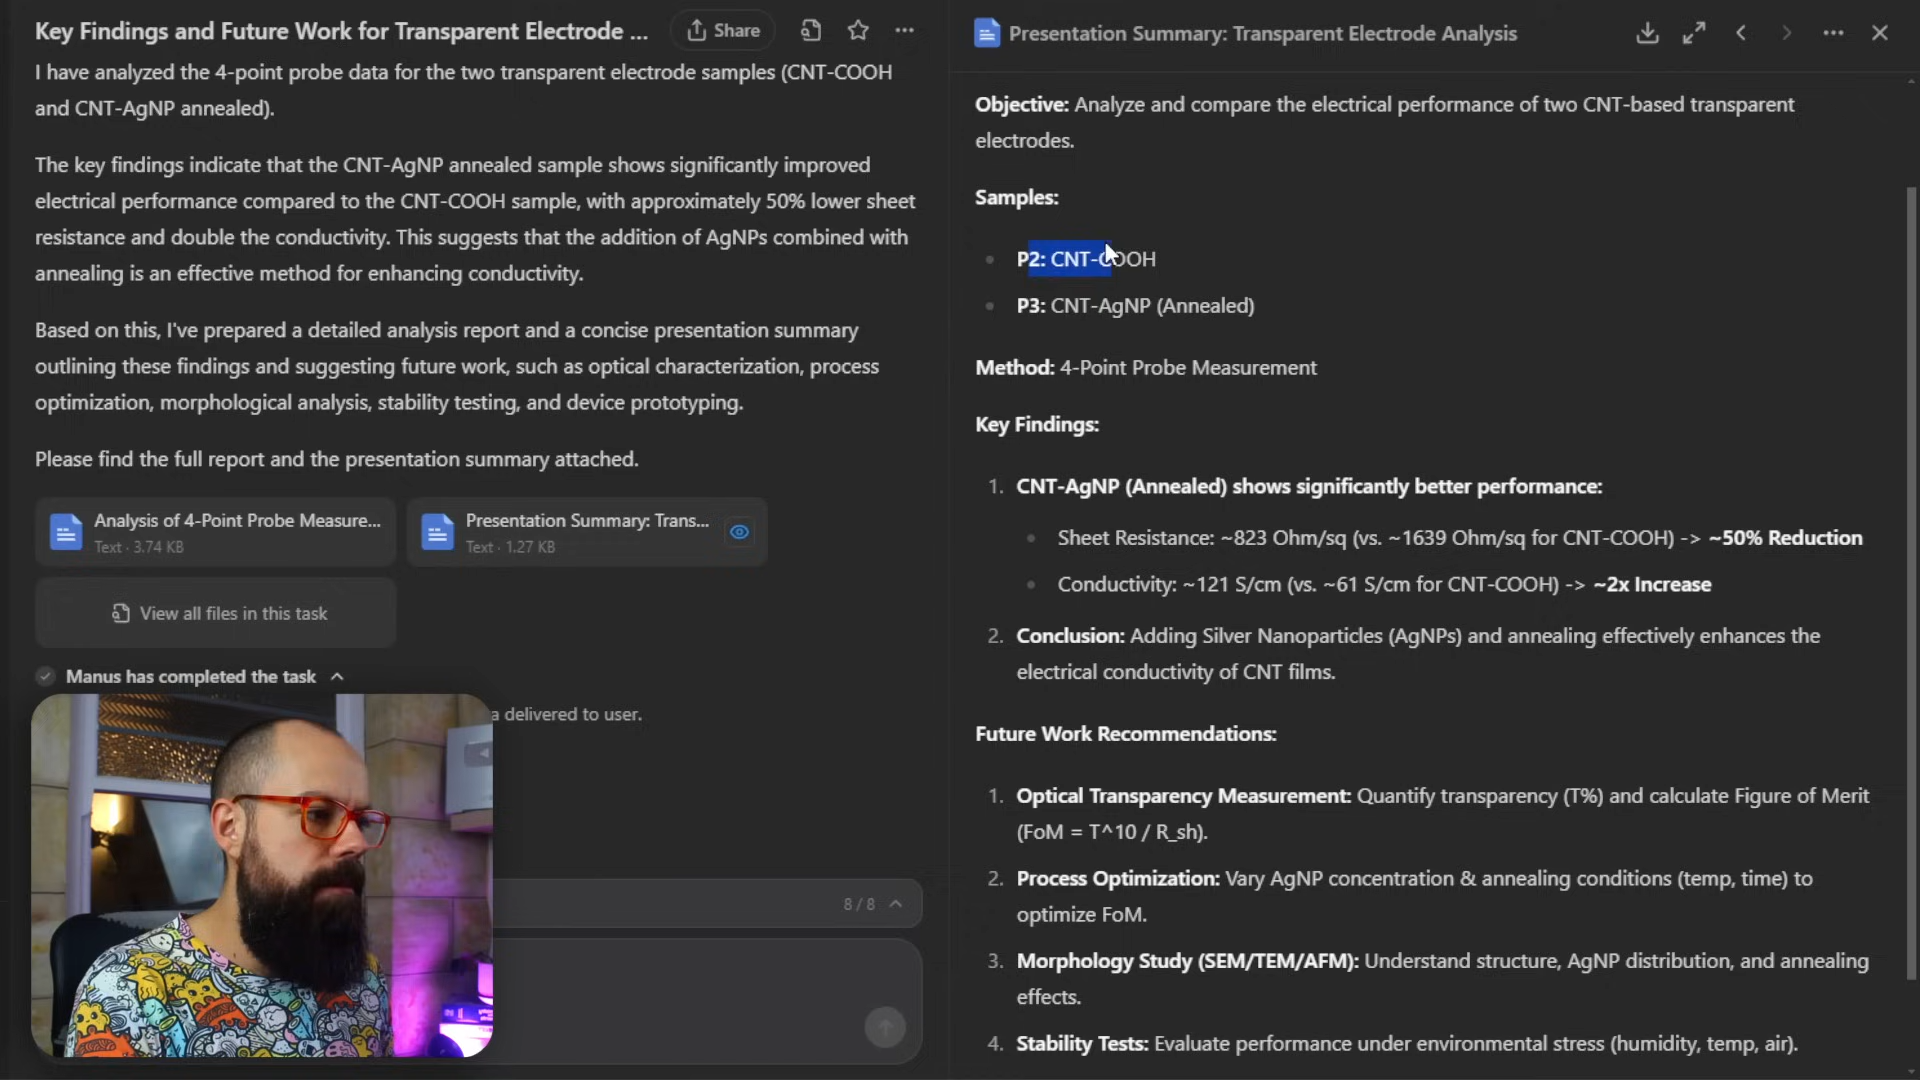 Key Findings and Future Work for Transparent Electrode ...
Share
I have analyzed the 4-point probe data for the two transparent electrode samples (CNT-COOH
and CNT-AgNP annealed).
The key findings indicate that the CNT-AgNP annealed sample shows significantly improved
electrical performance compared to the CNT-COOH sample, with approximately 50% lower sheet
resistance and double the conductivity. This suggests that the addition of AgNPs combined with
annealing is an effective method for enhancing conductivity.
Based on this, I've prepared a detailed analysis report and a concise presentation summary
outlining these findings and suggesting future work, such as optical characterization, process
optimization, morphological analysis, stability testing, and device prototyping.
Please find the full report and the presentation summary attached.
Analysis of 4-Point Probe Measure...
Text · 3.74 KB
Presentation Summary: Trans...
Text · 1.27 KB
View all files in this task
Manus has completed the task
a delivered to user.
8 / 8
Presentation Summary: Transparent Electrode Analysis
Objective: Analyze and compare the electrical performance of two CNT-based transparent
electrodes.
Samples:
P2: CNT-COOH
P3: CNT-AgNP (Annealed)
Method: 4-Point Probe Measurement
Key Findings:
1. CNT-AgNP (Annealed) shows significantly better performance:
Sheet Resistance: ~823 Ohm/sq (vs. ~1639 Ohm/sq for CNT-COOH) -> ~50% Reduction
Conductivity: ~121 S/cm (vs. ~61 S/cm for CNT-COOH) -> ~2x Increase
2. Conclusion: Adding Silver Nanoparticles (AgNPs) and annealing effectively enhances the
electrical conductivity of CNT films.
Future Work Recommendations:
1. Optical Transparency Measurement: Quantify transparency (T%) and calculate Figure of Merit
(FoM = T^10 / R_sh).
2. Process Optimization: Vary AgNP concentration & annealing conditions (temp, time) to
optimize FoM.
3. Morphology Study (SEM/TEM/AFM): Understand structure, AgNP distribution, and annealing
effects.
4. Stability Tests: Evaluate performance under environmental stress (humidity, temp, air).